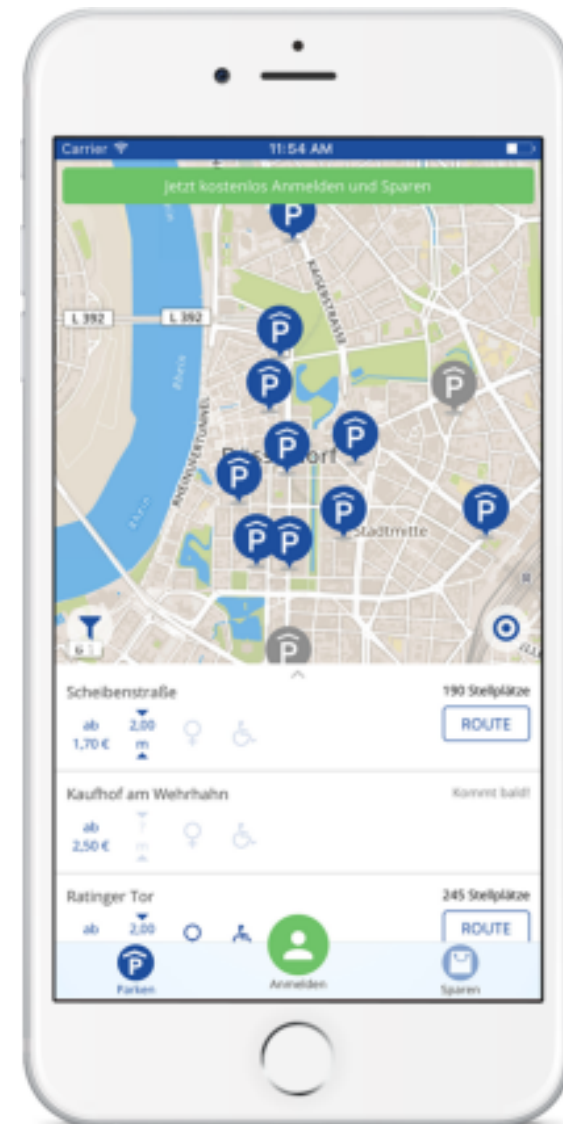 Carrier
11:54 AM
Jetzt kostenlos Anmelden und Sparen
P
KAISERSTRASSE
L 392
L 392
P
Rhein
P
P
P
P
RHEINUFERTUNNEL
P
P
P
P
P
P
Stadtmitte
Rhein
P
Scheibenstraße
190 Stellplätze
ab
2,00
ROUTE
1,70 €
m
Kaufhof am Wehrhahn
Kommt bald!
ab
?
2,50 €
m
Ratinger Tor
245 Stellplätze
ab
2,00
ROUTE
P
Parken
Anmelden
Sparen